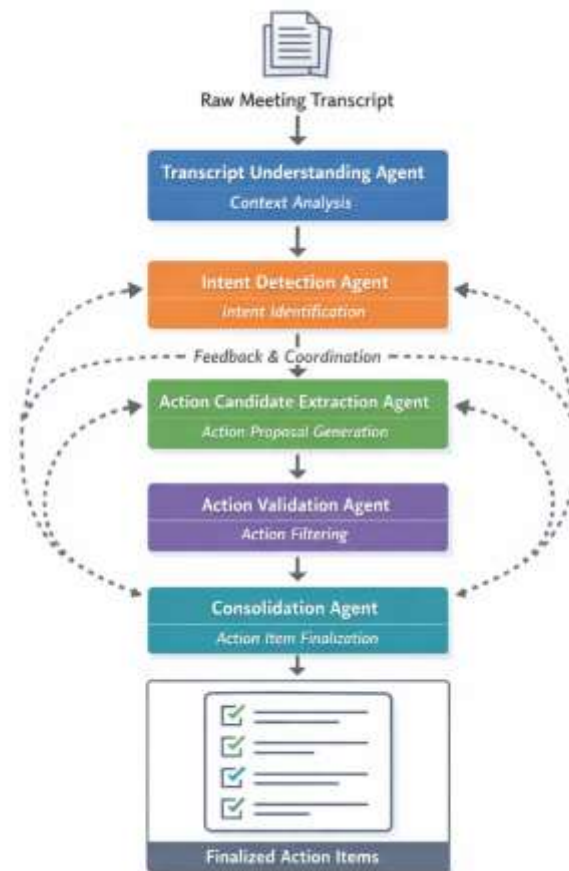 Raw Meeting Transcript
Transcript Understanding Agent
Context Analysis
Intent Detection Agent
Intent Identification
Feedback & Coordination
Action Candidate Extraction Agent
Action Proposal Generation
Action Validation Agent
Action Filtering
Consolidation Agent
Action Item Finalization
Finalized Action Items